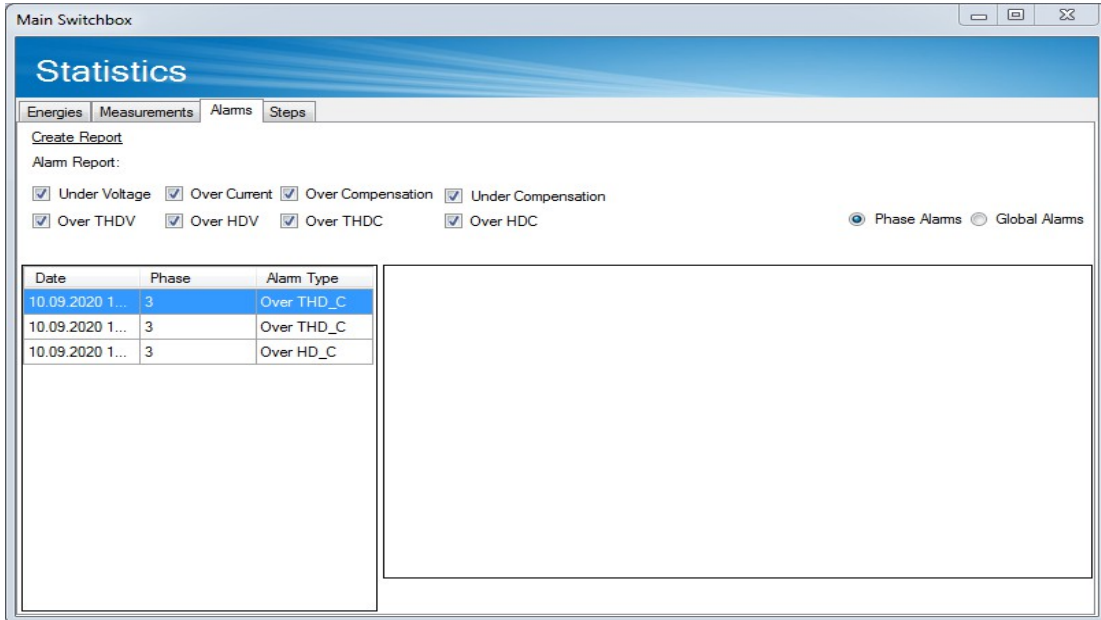 Main Switchbox
Statistics
Energies Measurements Alarms Steps
Create Report
Alarm Report:
Under Voltage Over Current Over Compensation Under Compensation
Over THDV Over HDV Over THDC Over HDC Phase Alarms Global Alarms
Date Phase Alarm Type
10.09.2020 1... 3 Over THD_C
10.09.2020 1... 3 Over THD_C
10.09.2020 1... 3 Over HD_C